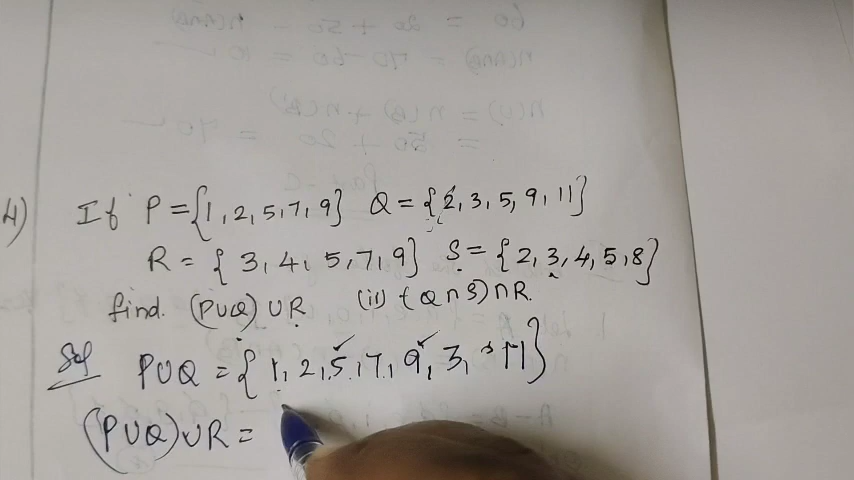 4) If P = {1, 2, 5, 7, 9} Q = {2, 3, 5, 9, 11}
R = { 3, 4, 5, 7, 9} S = { 2, 3, 4, 5, 8}
find. (P∪Q) ∪ R (ii) (Q ∩ S) ∩ R.
Sol P∪Q = { 1, 2, 5, 7, 9, 3, 11}
(P∪Q)∪R =